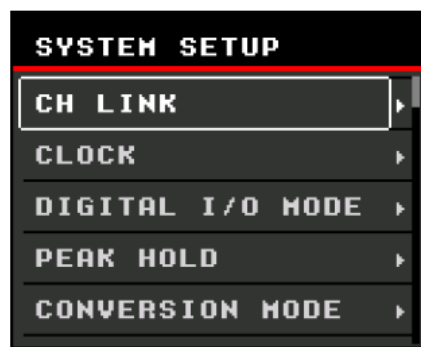 SYSTEM SETUP
CH LINK
CLOCK
DIGITAL I/O MODE
PEAK HOLD
CONVERSION MODE